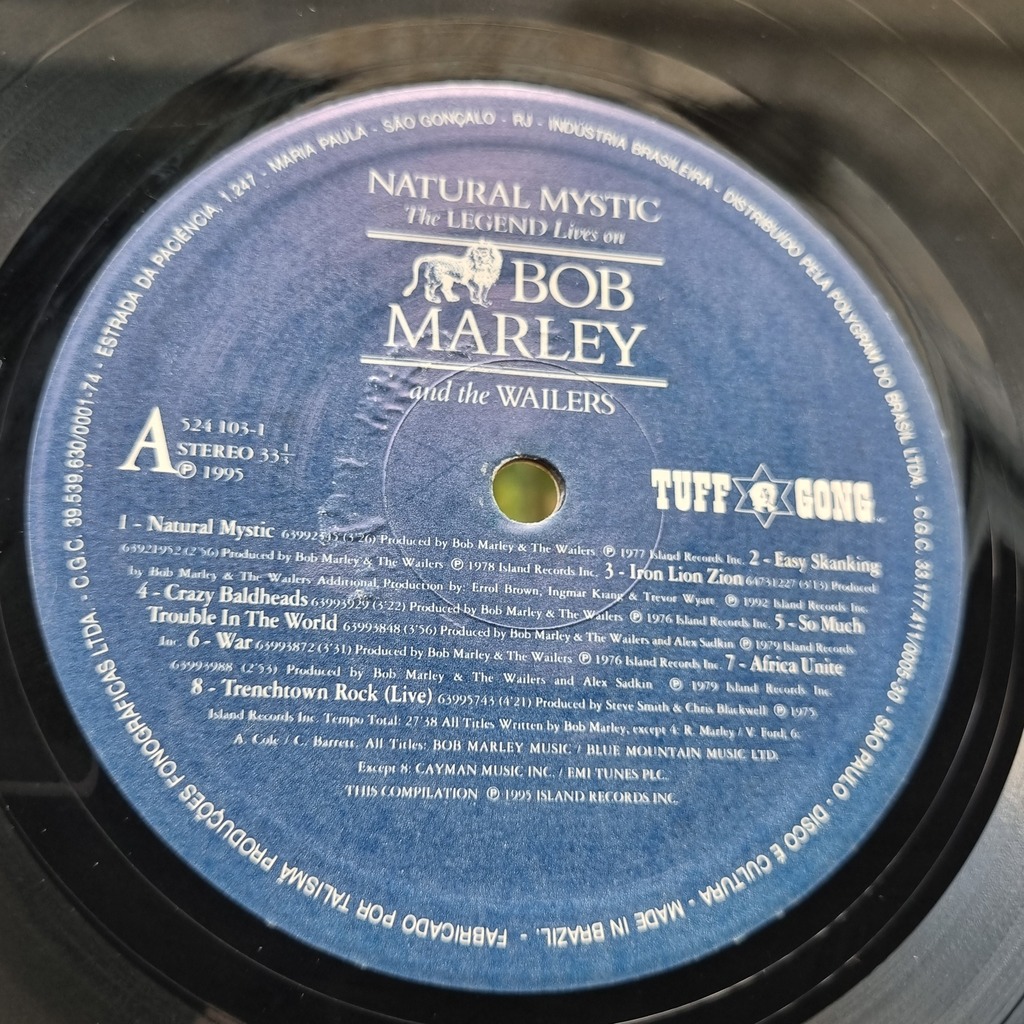 NATURAL MYSTIC
The LEGEND Lives on
BOB
MARLEY
and the WAILERS
A
524 103-1
STEREO 33 1/3
℗ 1995
TUFF GONG
1 - Natural Mystic (3'26) Produced by Bob Marley & The Wailers ℗ 1977 Island Records Inc. 2 - Easy Skanking
63921952 (2'56) Produced by Bob Marley & The Wailers ℗ 1978 Island Records Inc. 3 - Iron Lion Zion 64731227 (3'13) Produced
by Bob Marley & The Wailers Additional, Production by: Errol Brown, Ingmar Kiang & Trevor Wyatt ℗ 1992 Island Records Inc.
4 - Crazy Baldheads 63993929 (3'22) Produced by Bob Marley & The Wailers ℗ 1976 Island Records Inc. 5 - So Much
Trouble In The World 63993848 (3'56) Produced by Bob Marley & The Wailers and Alex Sadkin ℗ 1979 Island Records
Inc. 6 - War 63993872 (3'31) Produced by Bob Marley & The Wailers ℗ 1976 Island Records Inc. 7 - Africa Unite
63993988 (2'53) Produced by Bob Marley & The Wailers and Alex Sadkin ℗ 1979 Island Records Inc.
8 - Trenchtown Rock (Live) 63995743 (4'21) Produced by Steve Smith & Chris Blackwell ℗ 1975
Island Records Inc. Tempo Total: 27'38 All Titles Written by Bob Marley, except 4: R. Marley / V. Ford, 6:
A. Cole / C. Barrett. All Titles: BOB MARLEY MUSIC / BLUE MOUNTAIN MUSIC LTD.
Except 8: CAYMAN MUSIC INC. / EMI TUNES PLC.
THIS COMPILATION ℗ 1995 ISLAND RECORDS INC.
FABRICADO POR TALISMÃ PRODUÇÕES FONOGRÁFICAS LTDA. - C.G.C. 39.539.630/0001-74 - ESTRADA DA PACIÊNCIA, 1.247 - MARIA PAULA - SÃO GONÇALO - RJ - INDÚSTRIA BRASILEIRA - DISTRIBUÍDO PELA POLYGRAM DO BRASIL LTDA. - C.G.C. 33.177.411/0005-30 - SÃO PAULO - DISCO É CULTURA - MADE IN BRAZIL. -